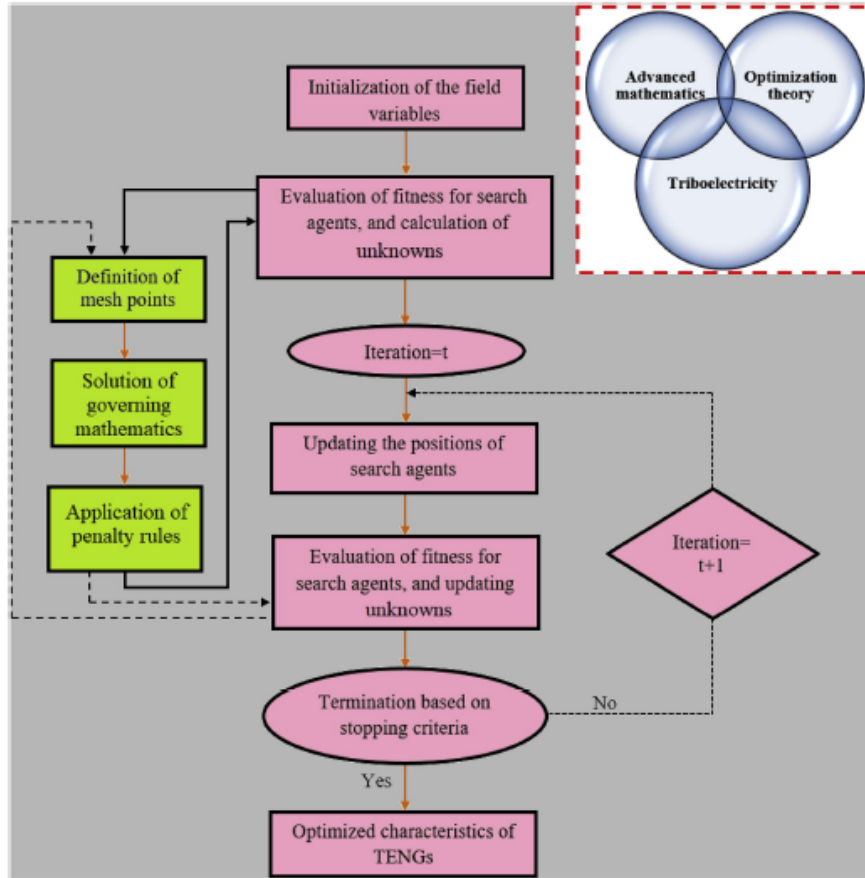 Initialization of the field
variables
Advanced
mathematics
Optimization
theory
Triboelectricity
Evaluation of fitness for search
agents, and calculation of
unknowns
Definition of
mesh points
Iteration=t
Solution of
governing
mathematics
Updating the positions of
search agents
Application of
penalty rules
Evaluation of fitness for
search agents, and updating
unknowns
Iteration=
t+1
Termination based on
stopping criteria
No
Yes
Optimized characteristics of
TENGs